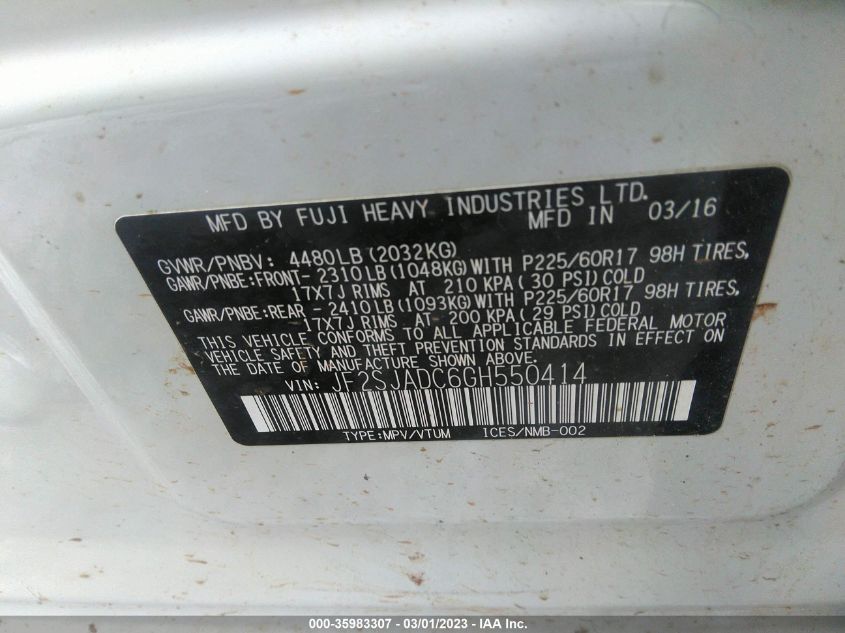 MFD BY FUJI HEAVY INDUSTRIES LTD.
MFD IN 03/16
GVWR/PNBV: 4480LB(2032KG)
GAWR/PNBE:FRONT- 2310LB(1048KG)WITH P225/60R17 98H TIRES,
17X7J RIMS AT 210 KPA( 30 PSI)COLD
GAWR/PNBE:REAR - 2410LB(1093KG)WITH P225/60R17 98H TIRES,
17X7J RIMS AT 200 KPA( 29 PSI)COLD
THIS VEHICLE CONFORMS TO ALL APPLICABLE FEDERAL MOTOR
VEHICLE SAFETY AND THEFT PREVENTION STANDARDS IN EFFECT ON
THE DATE OF MANUFACTURE SHOWN ABOVE.
VIN: JF2SJADC6GH550414
TYPE:MPV/VTUM ICES/NMB-002
000-35983307 - 03/01/2023 - IAA Inc.